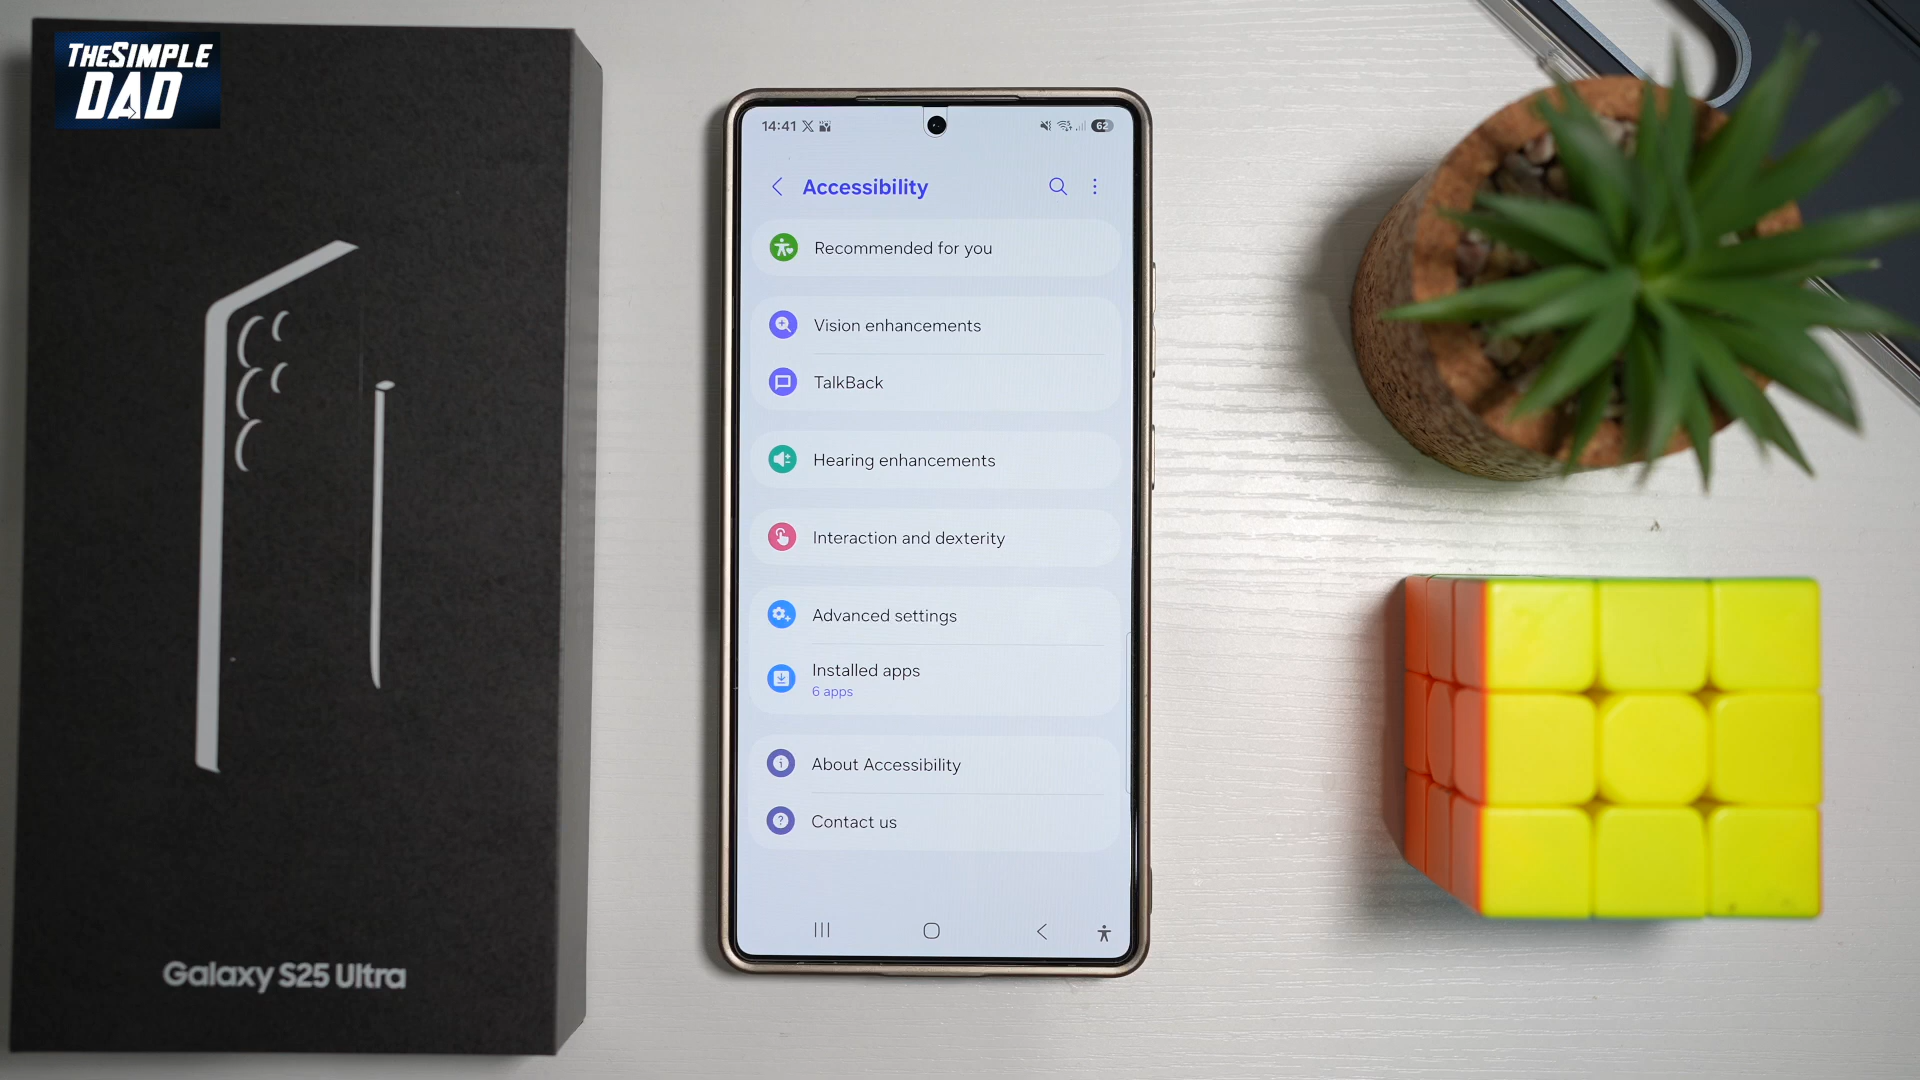 THESIMPLE
DAD
14:41
62
Accessibility
Recommended for you
Vision enhancements
TalkBack
Hearing enhancements
Interaction and dexterity
Advanced settings
Installed apps
6 apps
About Accessibility
Contact us
Galaxy S25 Ultra